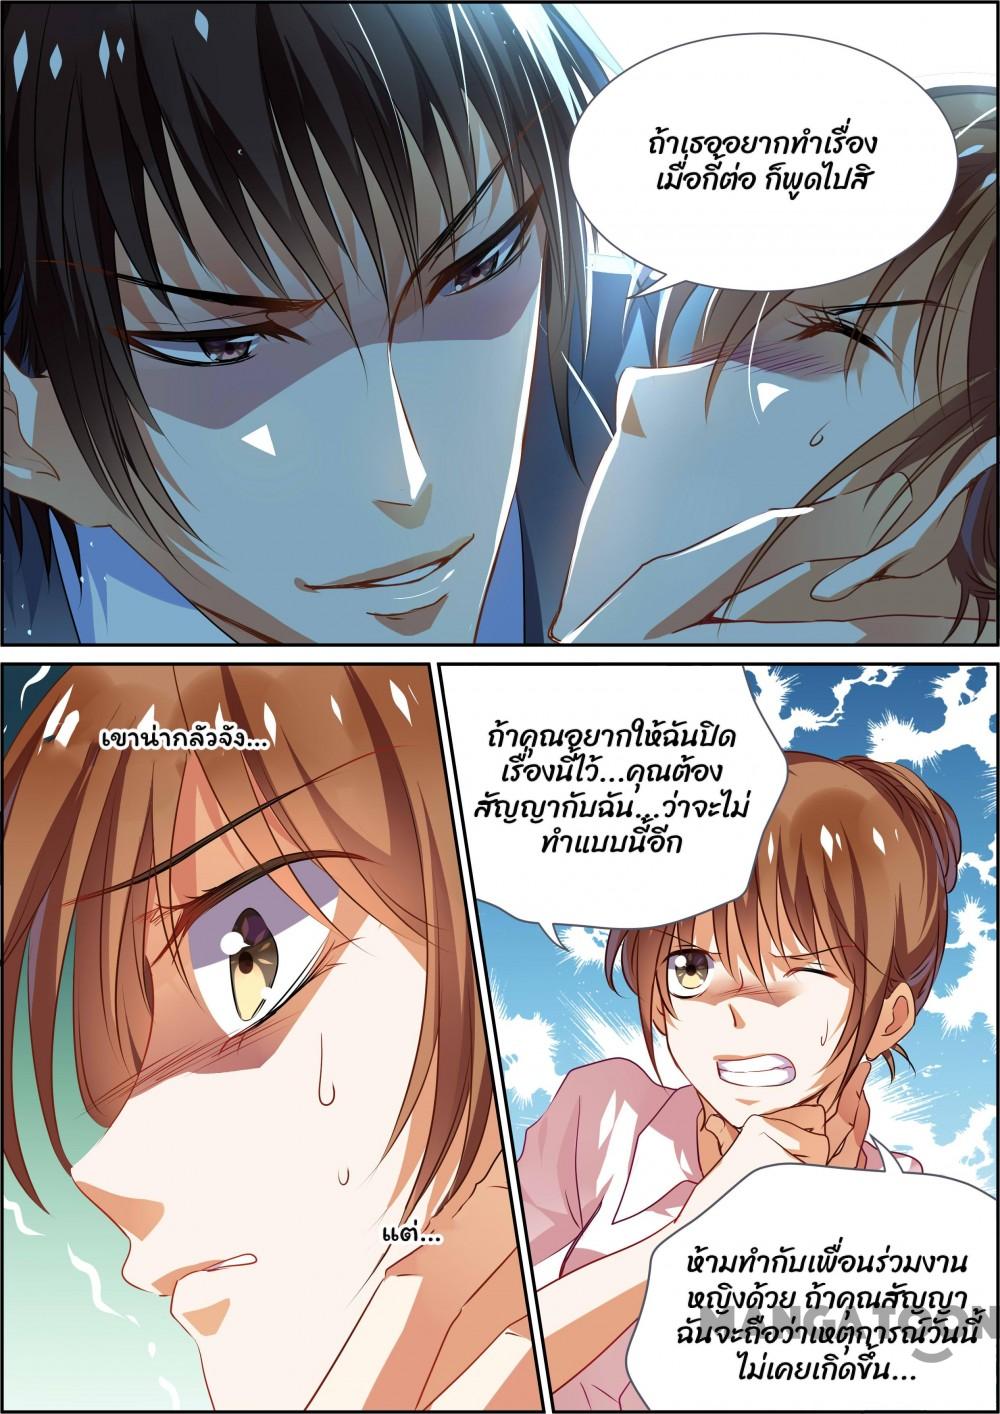 ถ้าเธออยากทำเรื่อง
เมื่อกี้ต่อ ก็พูดไปสิ
เขาน่ากลัวจัง...
แต่...
ถ้าคุณอยากให้ฉันปิด
เรื่องนี้ไว้...คุณต้อง
สัญญากับฉัน...ว่าจะไม่
ทำแบบนี้อีก
ห้ามทำกับเพื่อนร่วมงาน
หญิงด้วย ถ้าคุณสัญญา
ฉันจะถือว่าเหตุการณ์วันนี้
ไม่เคยเกิดขึ้น...
MANGATOON